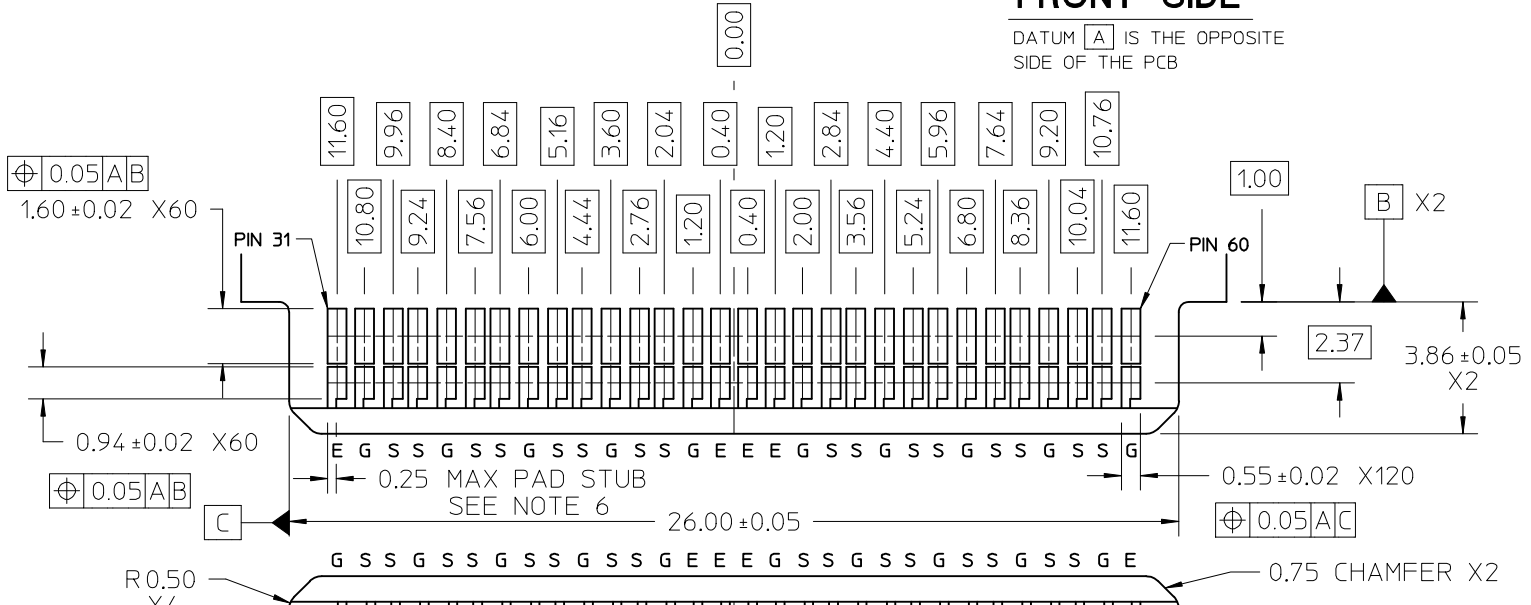 FRONT SIDE
DATUM A IS THE OPPOSITE
SIDE OF THE PCB
0.00
11.60 9.96 8.40 6.84 5.16 3.60 2.04 0.40 1.20 2.84 4.40 5.96 7.64 9.20 10.76
10.80 9.24 7.56 6.00 4.44 2.76 1.20 0.40 2.00 3.56 5.24 6.80 8.36 10.04 11.60
⌖ 0.05 A B
1.60 ±0.02 X60
PIN 31
PIN 60
1.00
B X2
2.37
3.86 ±0.05
X2
0.94 ±0.02 X60
⌖ 0.05 A B
E G S S G S S G S S G S S G E E E G S S G S S G S S G S S G
0.25 MAX PAD STUB
SEE NOTE 6
0.55 ±0.02 X120
⌖ 0.05 A C
C
26.00 ±0.05
G S S G S S G S S G S S G E E E G S S G S S G S S G S S G E
R 0.50
0.75 CHAMFER X2